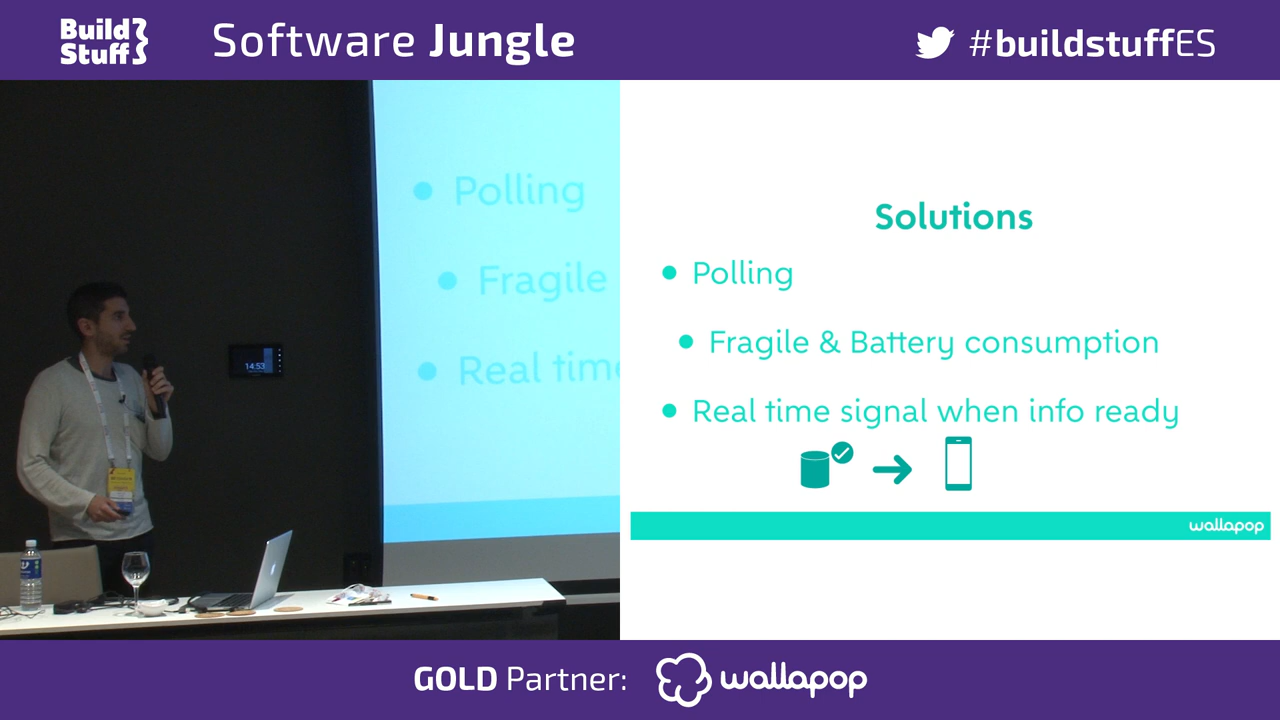 Build
Stuff
Software Jungle
#buildstuffES
Polling
Fragile
Real time
14:53
Solutions
Polling
Fragile & Battery consumption
Real time signal when info ready
wallapop
GOLD Partner:
wallapop